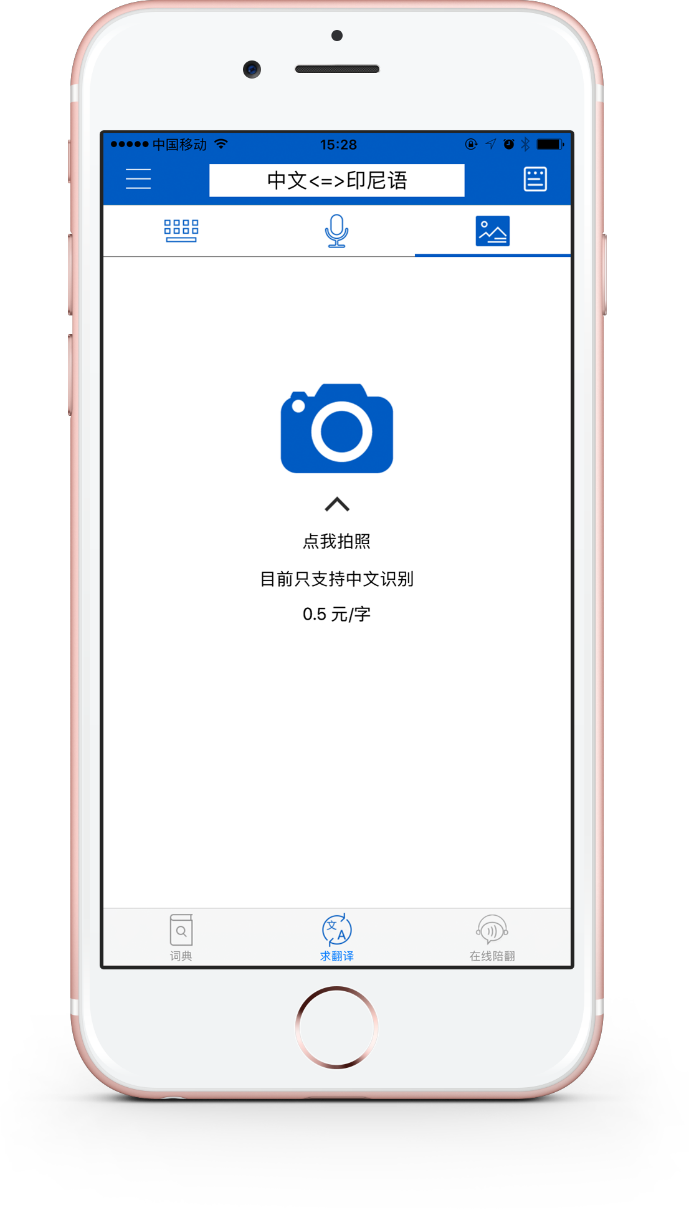 中国移动 15:28
中文<=>印尼语
点我拍照
目前只支持中文识别
0.5 元/字
词典 求翻译 在线陪翻